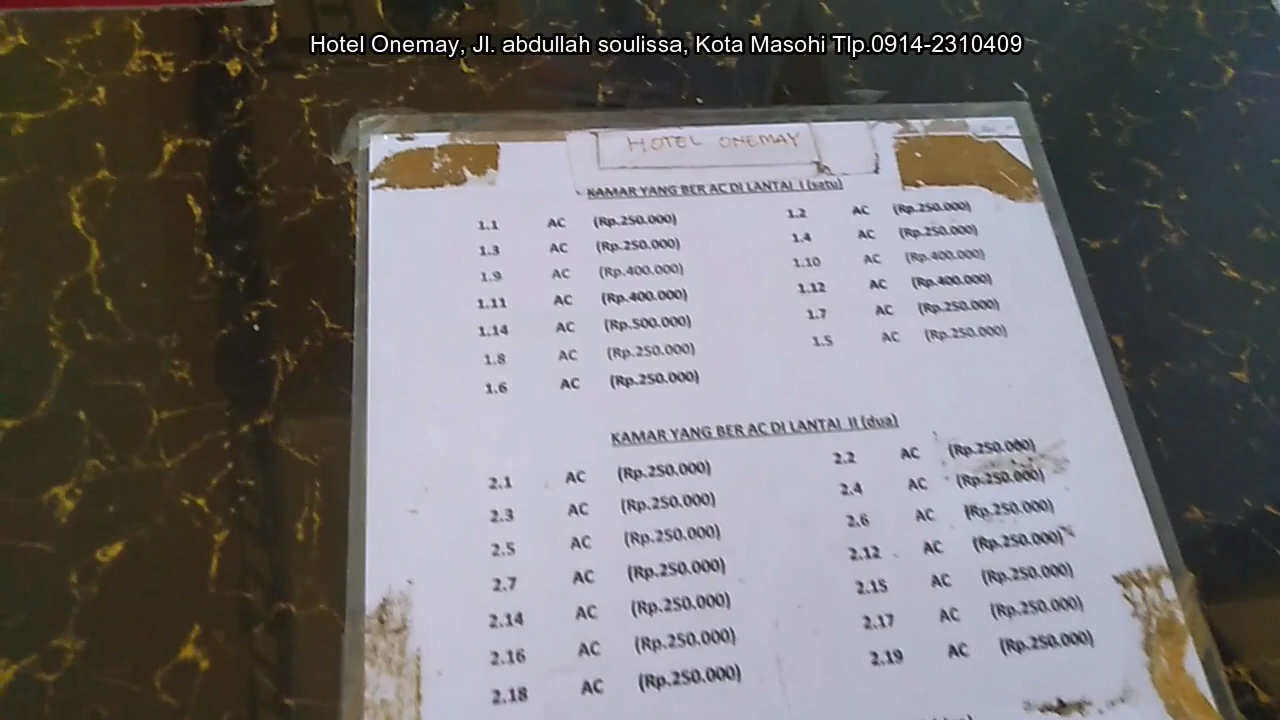 Hotel Onemay, Jl. abdullah soulissa, Kota Masohi Tlp.0914-2310409
HOTEL ONEMAY
KAMAR YANG BER AC DI LANTAI I (satu)
1.1 AC (Rp.250.000) 1.2 AC (Rp.250.000)
1.3 AC (Rp.250.000) 1.4 AC (Rp.250.000)
1.9 AC (Rp.400.000) 1.10 AC (Rp.400.000)
1.11 AC (Rp.400.000) 1.12 AC (Rp.400.000)
1.14 AC (Rp.500.000) 1.7 AC (Rp.250.000)
1.8 AC (Rp.250.000) 1.5 AC (Rp.250.000)
1.6 AC (Rp.250.000)
KAMAR YANG BER AC DI LANTAI II (dua)
2.1 AC (Rp.250.000) 2.2 AC (Rp.250.000)
2.3 AC (Rp.250.000) 2.4 AC (Rp.250.000)
2.5 AC (Rp.250.000) 2.6 AC (Rp.250.000)
2.7 AC (Rp.250.000) 2.12 AC (Rp.250.000)
2.14 AC (Rp.250.000) 2.15 AC (Rp.250.000)
2.16 AC (Rp.250.000) 2.17 AC (Rp.250.000)
2.18 AC (Rp.250.000) 2.19 AC (Rp.250.000)